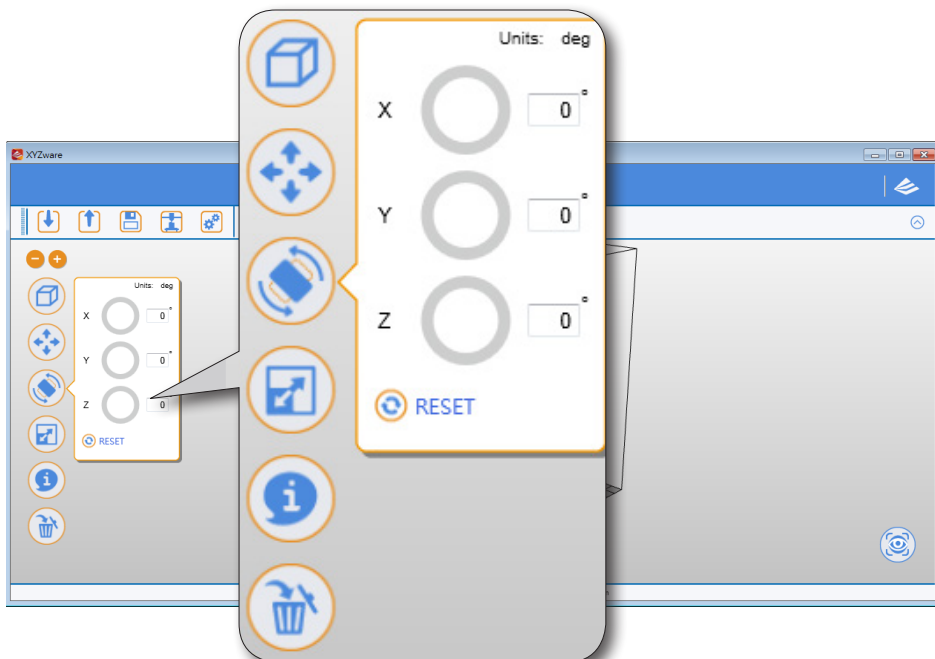 XYZware
Units: deg
X 0°
Y 0°
Z 0
RESET
Units: deg
X 0°
Y 0°
Z 0°
RESET